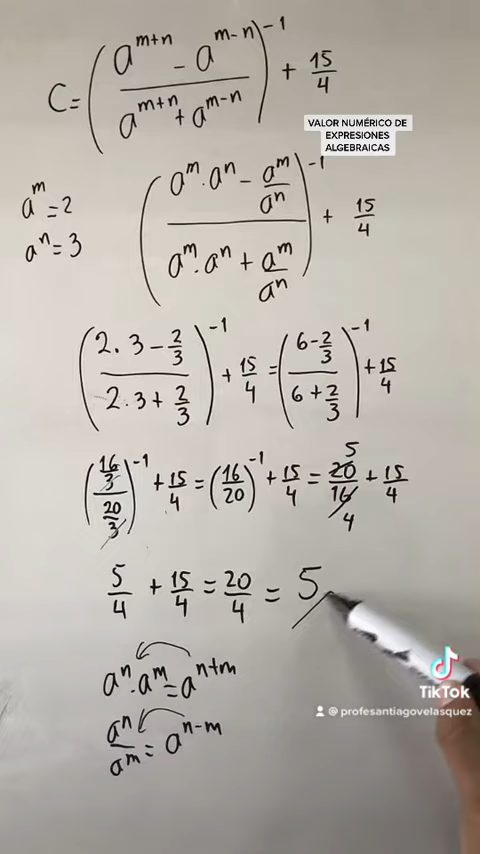 C = ( (a^{m+n} - a^{m-n}) / (a^{m+n} + a^{m-n}) )^{-1} + 15/4
VALOR NUMÉRICO DE
EXPRESIONES
ALGEBRAICAS
a^m = 2
a^n = 3
( (a^m · a^n - a^m/a^n) / (a^m · a^n + a^m/a^n) )^{-1} + 15/4
( (2.3 - 2/3) / (2.3 + 2/3) )^{-1} + 15/4 = ( (6 - 2/3) / (6 + 2/3) )^{-1} + 15/4
( (16/3) / (20/3) )^{-1} + 15/4 = (16/20)^{-1} + 15/4 = 20/16 + 15/4
5
4
5/4 + 15/4 = 20/4 = 5
a^n · a^m = a^{n+m}
a^n / a^m = a^{n-m}
TikTok
@ profesantiagovelasquez